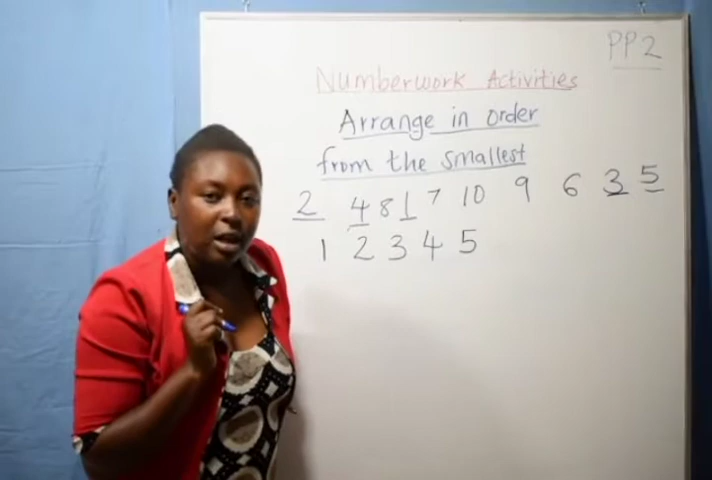 PP2
Numberwork Activities
Arrange in order
from the smallest
2 4 8 1 7 10 9 6 3 5
1 2 3 4 5